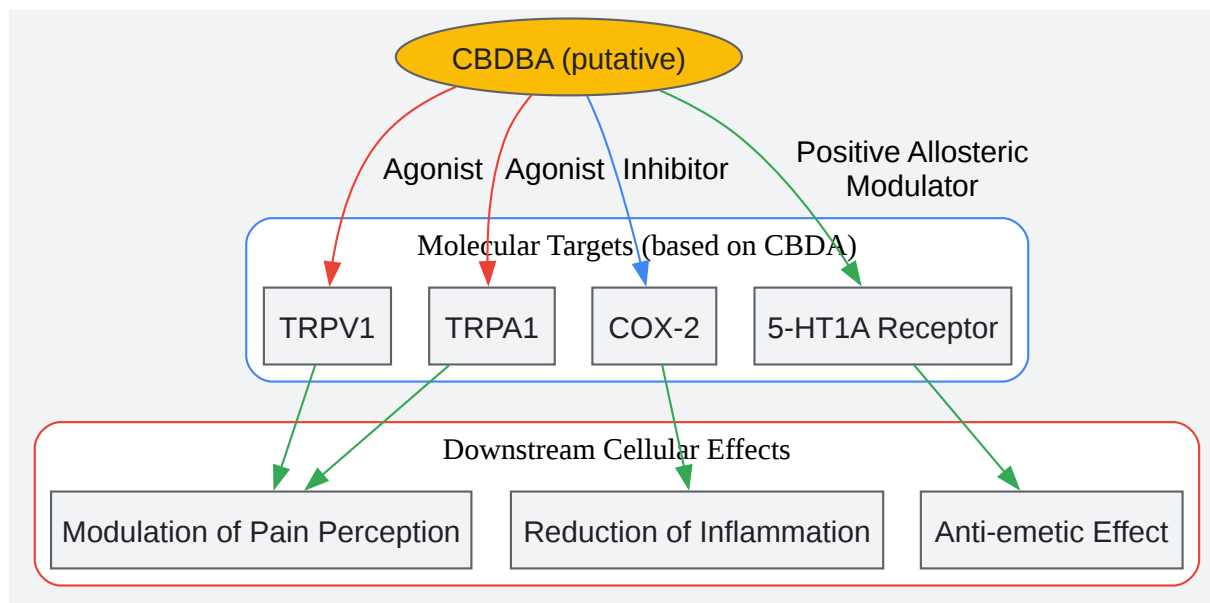 CBDBA (putative)
Agonist
Agonist
Inhibitor
Positive Allosteric
Modulator
Molecular Targets (based on CBDA)
TRPV1
TRPA1
COX-2
5-HT1A Receptor
Downstream Cellular Effects
Modulation of Pain Perception
Reduction of Inflammation
Anti-emetic Effect